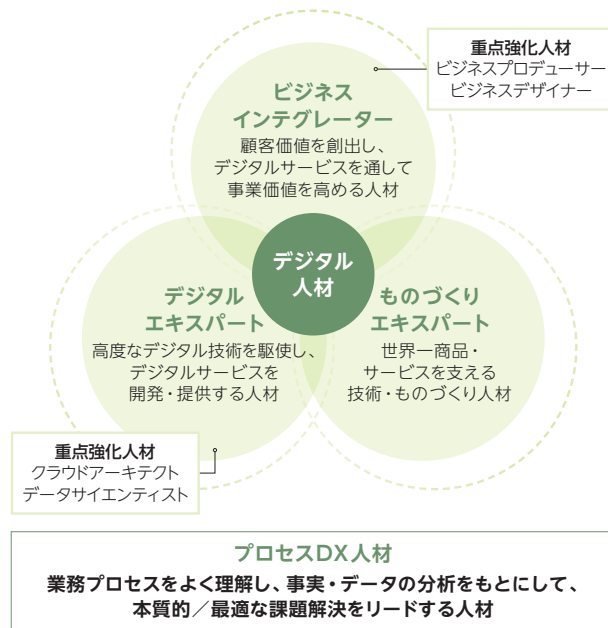 重点強化人材
ビジネスプロデューサー
ビジネスデザイナー
ビジネス
インテグレーター
顧客価値を創出し、
デジタルサービスを通して
事業価値を高める人材
デジタル
人材
デジタル
エキスパート
高度なデジタル技術を駆使し、
デジタルサービスを
開発・提供する人材
ものづくり
エキスパート
世界一商品・
サービスを支える
技術・ものづくり人材
重点強化人材
クラウドアーキテクト
データサイエンティスト
プロセスDX人材
業務プロセスをよく理解し、事実・データの分析をもとにして、
本質的／最適な課題解決をリードする人材